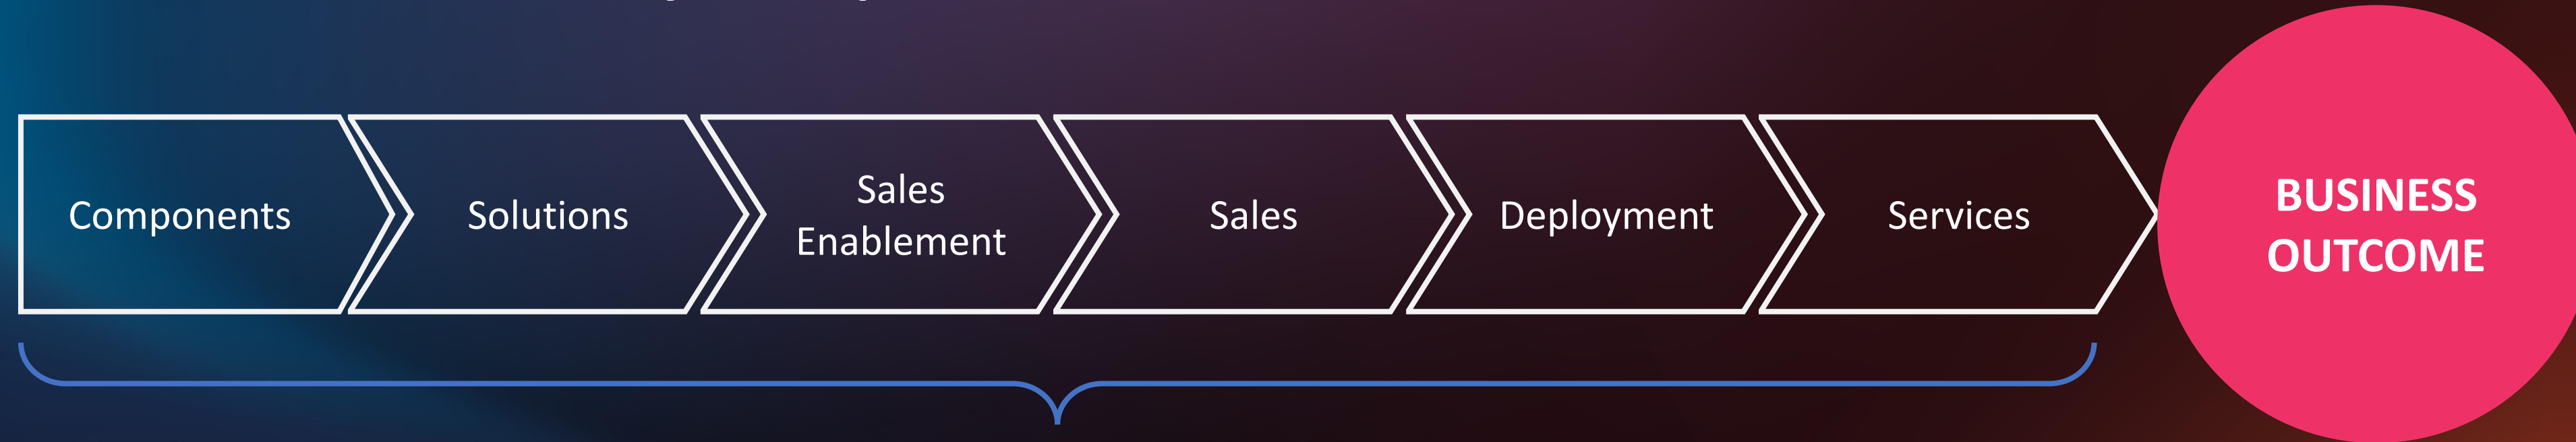 Components
Solutions
Sales
Enablement
Sales
Deployment
Services
BUSINESS
OUTCOME